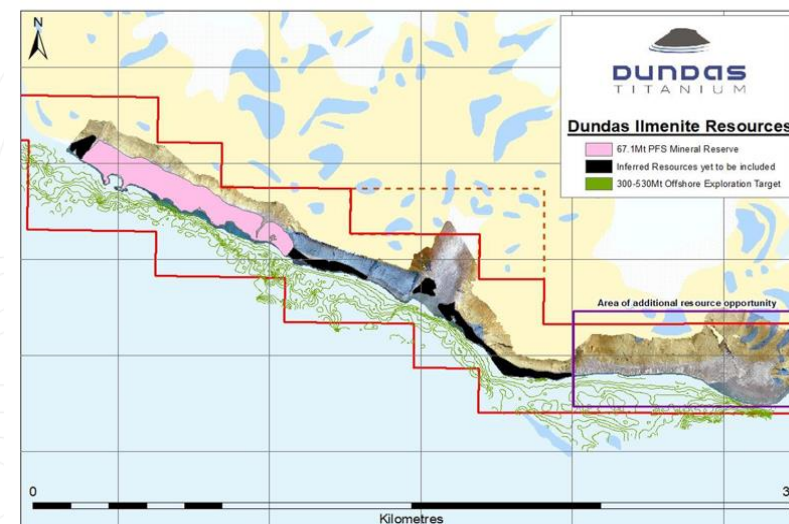 N
DUNDAS
TITANIUM
Dundas Ilmenite Resources
67.1Mt PFS Mineral Reserve
Inferred Resources yet to be included
300-530Mt Offshore Exploration Target
Area of additional resource opportunity
0
3
Kilometres